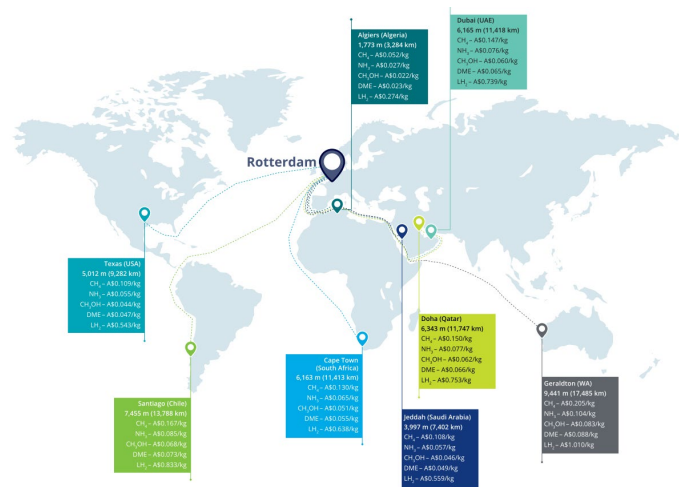 Dubai (UAE)
6,165 m (11,418 km)
CH₄ – A$0.147/kg
NH₃ – A$0.076/kg
CH₃OH – A$0.060/kg
DME – A$0.065/kg
LH₂ – A$0.739/kg
Algiers (Algeria)
1,773 m (3,284 km)
CH₄ – A$0.052/kg
NH₃ – A$0.027/kg
CH₃OH – A$0.022/kg
DME – A$0.023/kg
LH₂ – A$0.274/kg
Rotterdam
Texas (USA)
5,012 m (9,282 km)
CH₄ – A$0.109/kg
NH₃ – A$0.055/kg
CH₃OH – A$0.044/kg
DME – A$0.047/kg
LH₂ – A$0.543/kg
Doha (Qatar)
6,343 m (11,747 km)
CH₄ – A$0.150/kg
NH₃ – A$0.077/kg
CH₃OH – A$0.062/kg
DME – A$0.066/kg
LH₂ – A$0.753/kg
Cape Town
(South Africa)
6,163 m (11,413 km)
CH₄ – A$0.130/kg
NH₃ – A$0.065/kg
CH₃OH – A$0.051/kg
DME – A$0.055/kg
LH₂ – A$0.638/kg
Geraldton (WA)
9,441 m (17,485 km)
CH₄ – A$0.205/kg
NH₃ – A$0.104/kg
CH₃OH – A$0.083/kg
DME – A$0.088/kg
LH₂ – A$1.010/kg
Santiago (Chile)
7,455 m (13,788 km)
CH₄ – A$0.167/kg
NH₃ – A$0.085/kg
CH₃OH – A$0.068/kg
DME – A$0.073/kg
LH₂ – A$0.833/kg
Jeddah (Saudi Arabia)
3,997 m (7,402 km)
CH₄ – A$0.108/kg
NH₃ – A$0.057/kg
CH₃OH – A$0.046/kg
DME – A$0.049/kg
LH₂ – A$0.559/kg